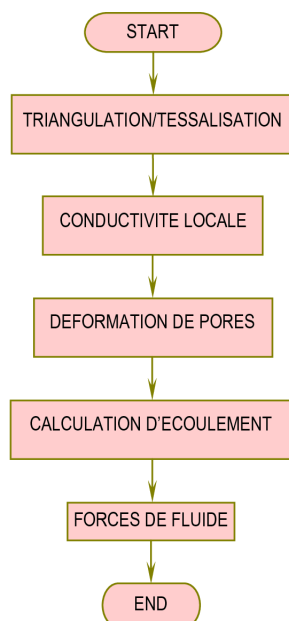 START
TRIANGULATION/TESSALISATION
CONDUCTIVITE LOCALE
DEFORMATION DE PORES
CALCULATION D'ECOULEMENT
FORCES DE FLUIDE
END